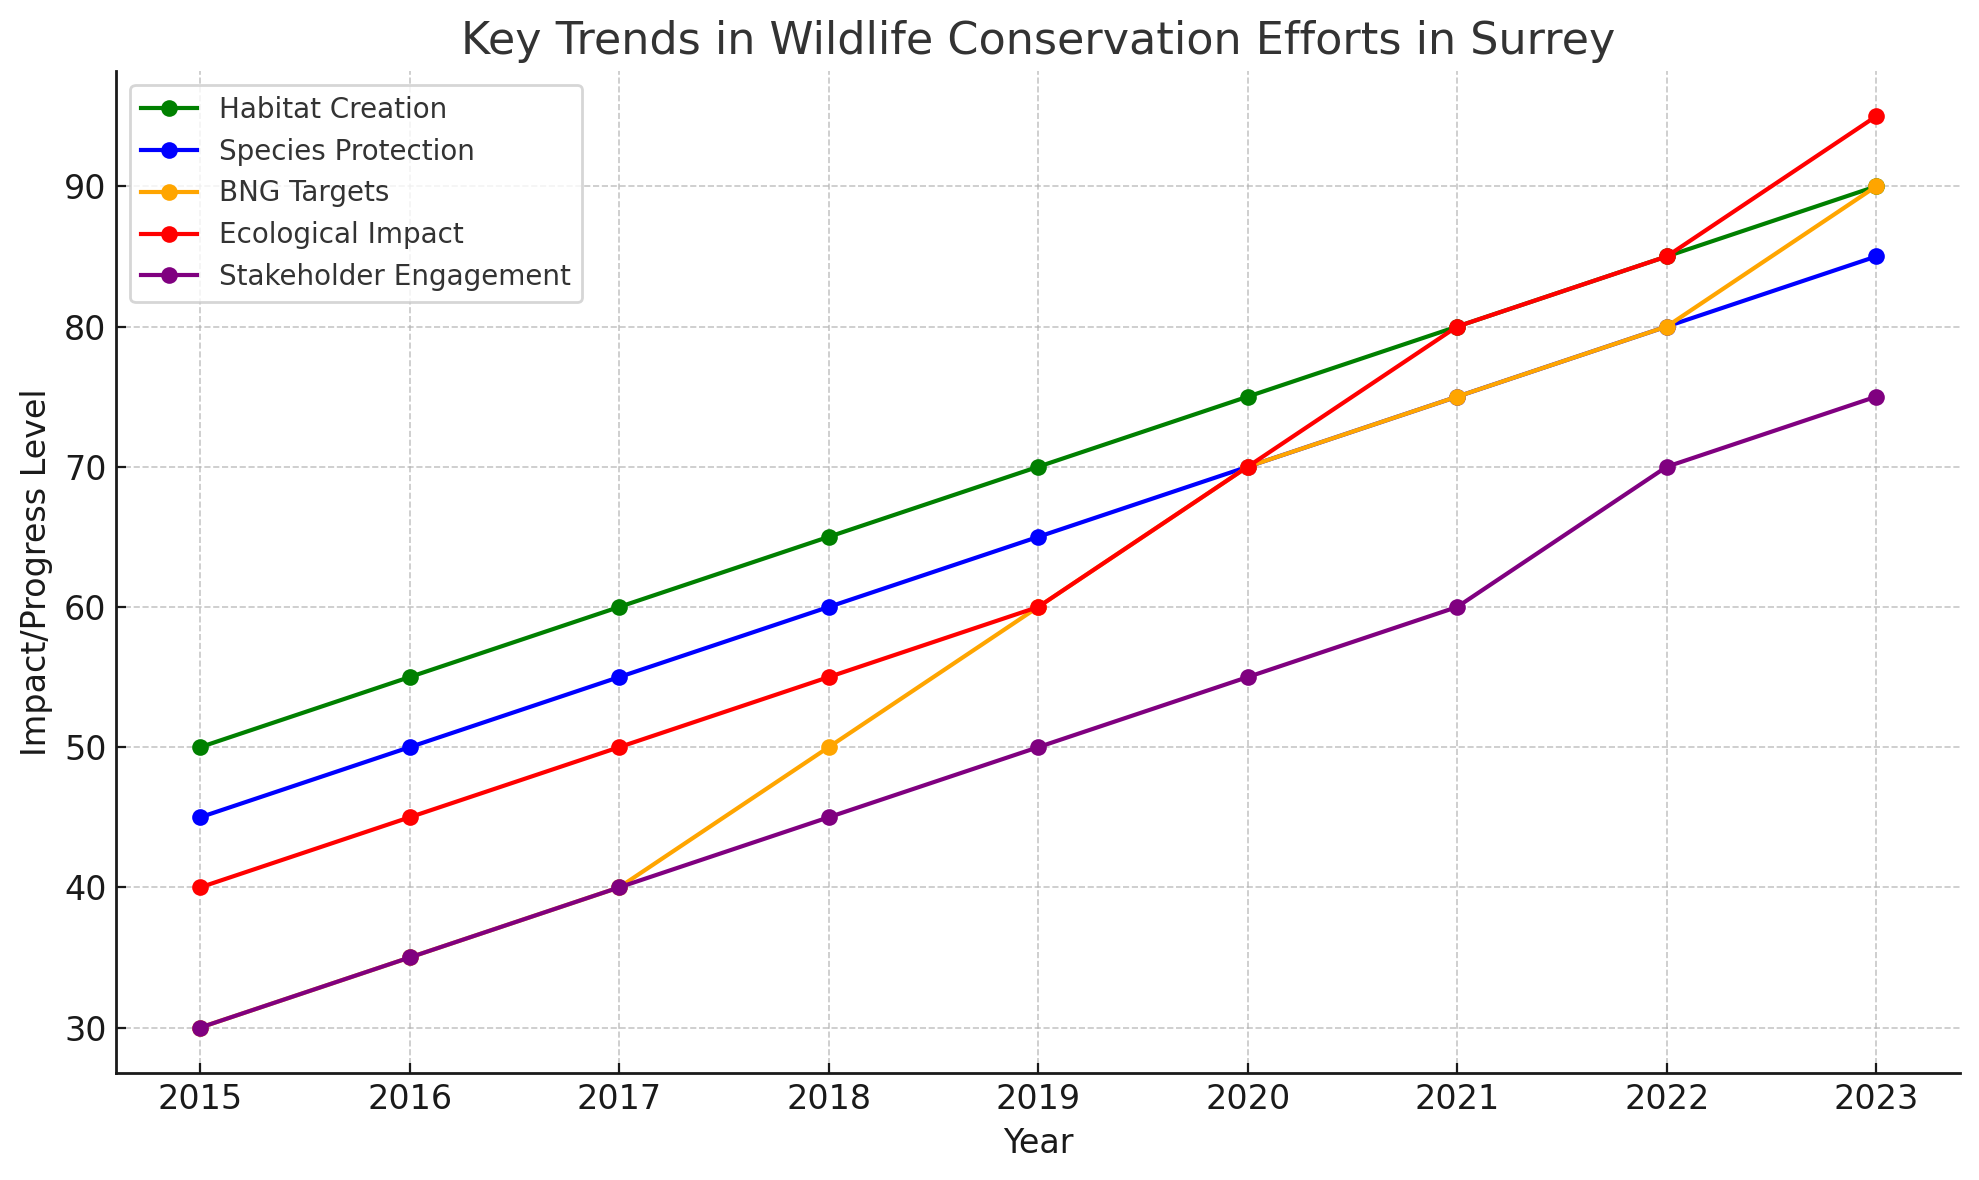 Key Trends in Wildlife Conservation Efforts in Surrey
Habitat Creation
Species Protection
BNG Targets
Ecological Impact
Stakeholder Engagement
Impact/Progress Level
90
80
70
60
50
40
30
2015 2016 2017 2018 2019 2020 2021 2022 2023
Year